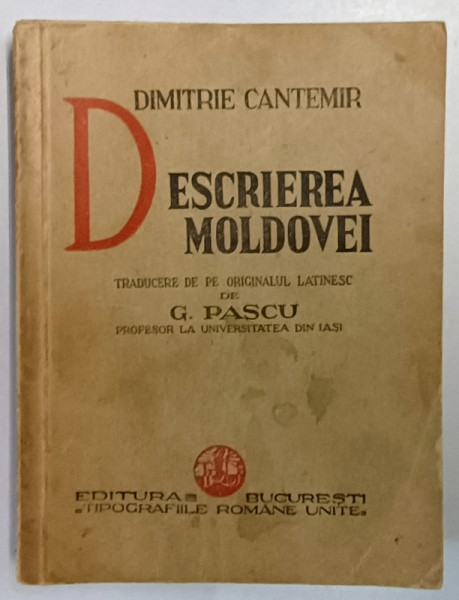 DIMITRIE CANTEMIR
DESCRIEREA
MOLDOVEI
TRADUCERE DE PE ORIGINALUL LATINESC
DE
G. PASCU
PROFESOR LA UNIVERSITATEA DIN IAȘI
EDITURA BUCUREȘTI
„TIPOGRAFIILE ROMÂNE UNITE"